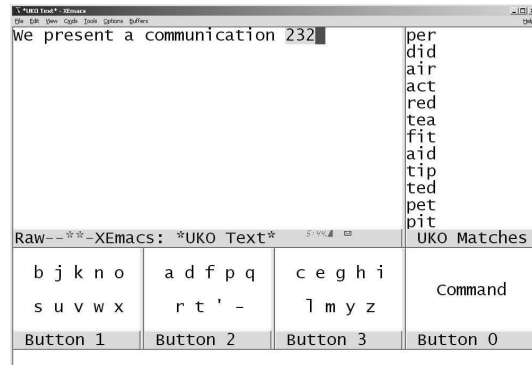 *UKO Text* - XEmacs
File Edit View Cmds Tools Options Buffers Help
We present a communication 232
per
did
air
act
red
tea
fit
aid
tip
ted
pet
pit
Raw--**-XEmacs: *UKO Text*
UKO Matches
b j k n o
s u v w x
a d f p q
r t ' -
c e g h i
l m y z
Command
Button 1
Button 2
Button 3
Button 0